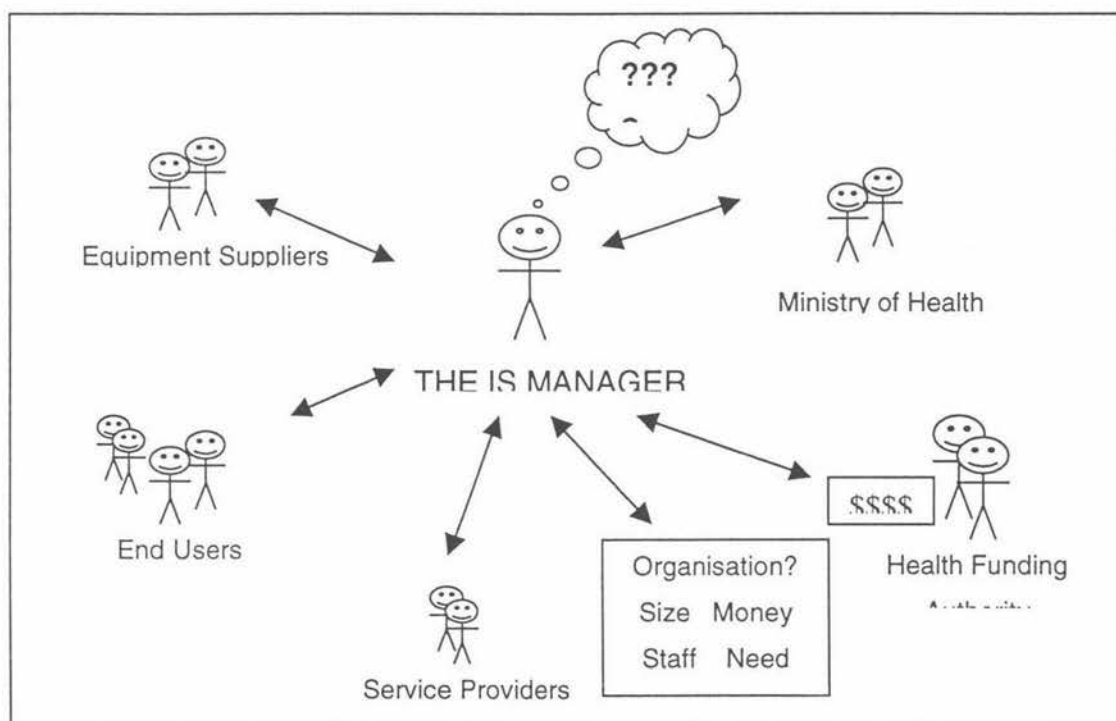 ???
Equipment Suppliers
Ministry of Health
THE IS MANAGER
$$$$
End Users
Organisation?
Size Money
Staff Need
Health Funding
Service Providers